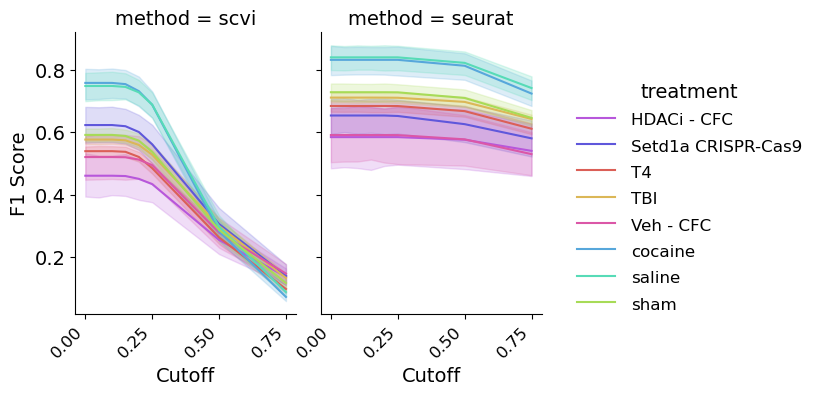 method = scvi
method = seurat
F1 Score
0.8
0.6
0.4
0.2
0.00
0.25
0.50
0.75
Cutoff
0.00
0.25
0.50
0.75
Cutoff
treatment
HDACi - CFC
Setd1a CRISPR-Cas9
T4
TBI
Veh - CFC
cocaine
saline
sham